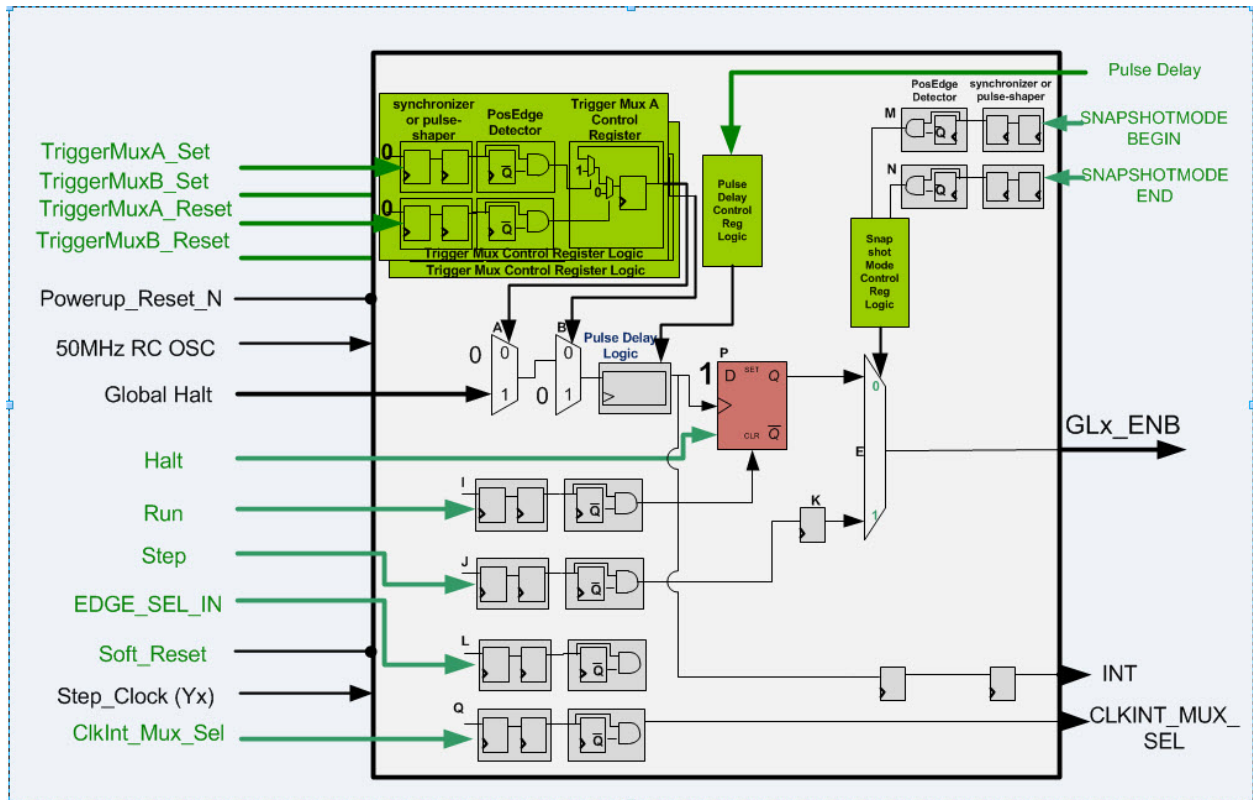 Pulse Delay
PosEdge
Detector
synchronizer or
pulse-shaper
M
SNAPSHOTMODE
BEGIN
N
SNAPSHOTMODE
END
Q
Q
synchronizer
or pulse-
shaper
PosEdge
Detector
Trigger Mux A
Control
Register
0
Q
1
0
0
Q
Trigger Mux Control Register Logic
Trigger Mux Control Register Logic
TriggerMuxA_Set
TriggerMuxB_Set
TriggerMuxA_Reset
TriggerMuxB_Reset
Pulse
Delay
Control
Reg
Logic
Snap
shot
Mode
Control
Reg
Logic
Powerup_Reset_N
50MHz RC OSC
Global Halt
A
0
0
1
B
0
0
1
Pulse Delay
Logic
P
1
D
SET
Q
CLR
Q
0
E
1
GLx_ENB
Halt
I
Run
Q
K
Step
J
Q
EDGE_SEL_IN
L
Q
Soft_Reset
INT
Step_Clock (Yx)
Q
Q
ClkInt_Mux_Sel
CLKINT_MUX_
SEL